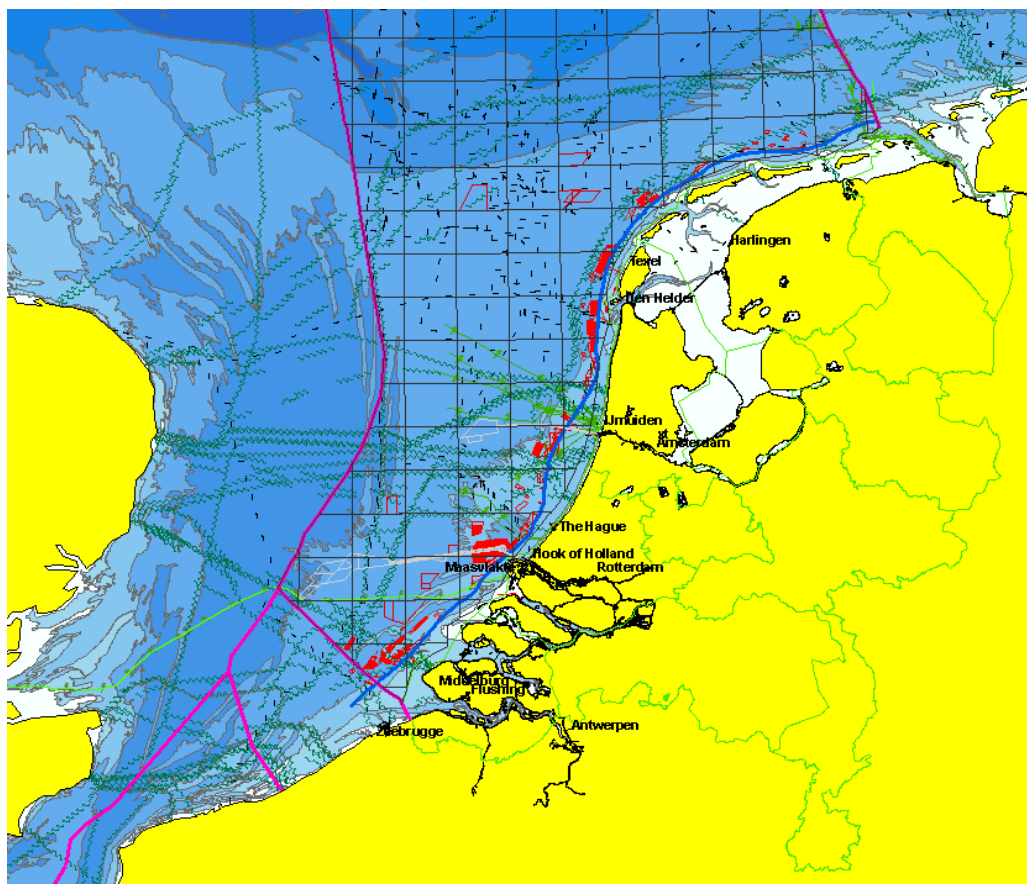 Harlingen
Texel
Den Helder
IJmuiden
Amsterdam
The Hague
Hook of Holland
Maasvlakte
Rotterdam
Middelburg
Flushing
Zeebrugge
Antwerpen